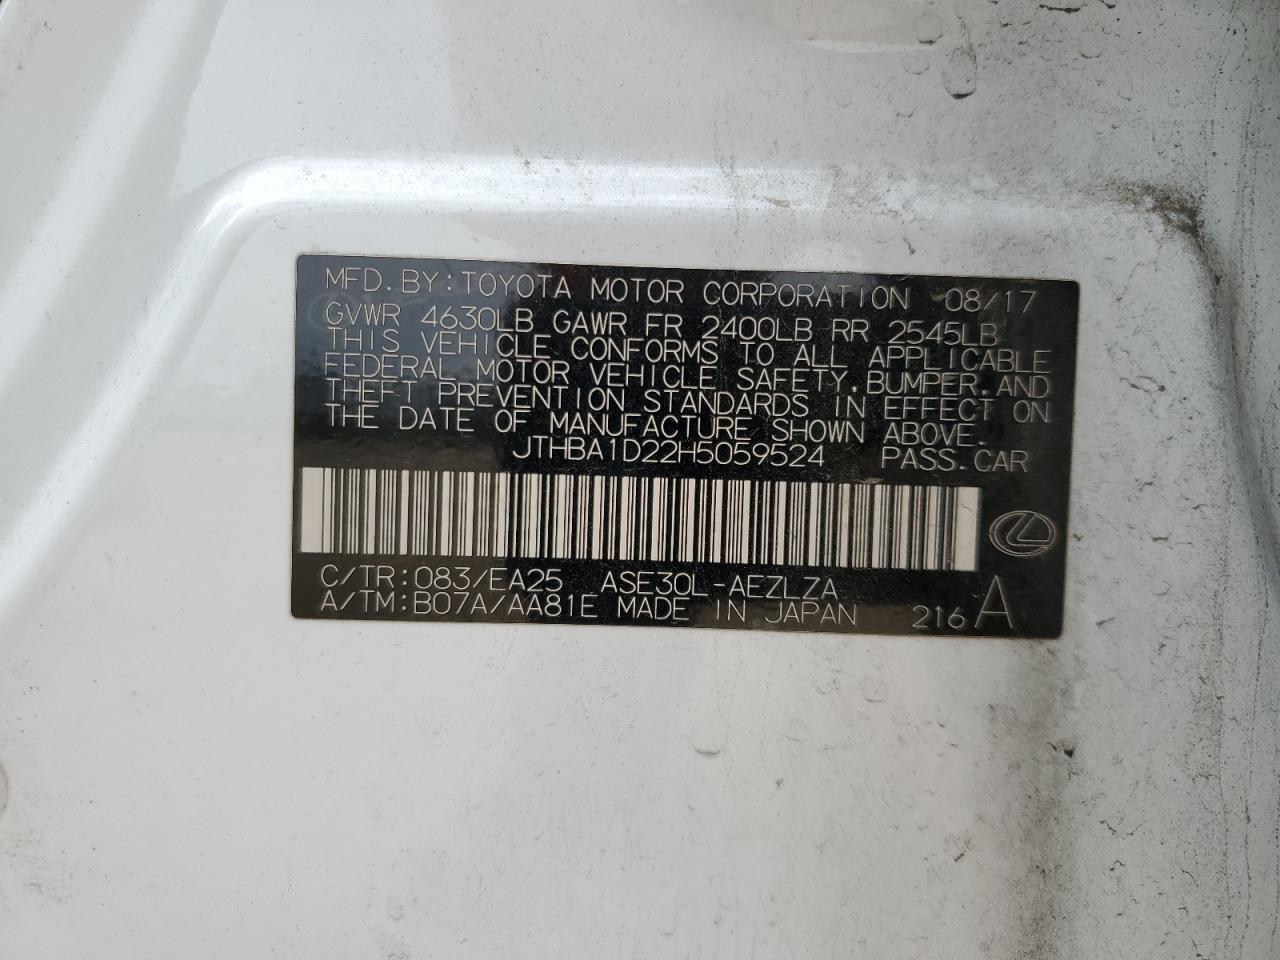 MFD. BY: TOYOTA MOTOR CORPORATION 08/17
GVWR 4630LB GAWR FR 2400LB RR 2545LB
THIS VEHICLE CONFORMS TO ALL APPLICABLE
FEDERAL MOTOR VEHICLE SAFETY, BUMPER, AND
THEFT PREVENTION STANDARDS IN EFFECT ON
THE DATE OF MANUFACTURE SHOWN ABOVE.
JTHBA1D22H5059524 PASS. CAR
C/TR: 083/EA25 ASE30L-AEZLZA
A/TM: B07A/AA81E MADE IN JAPAN 216 A